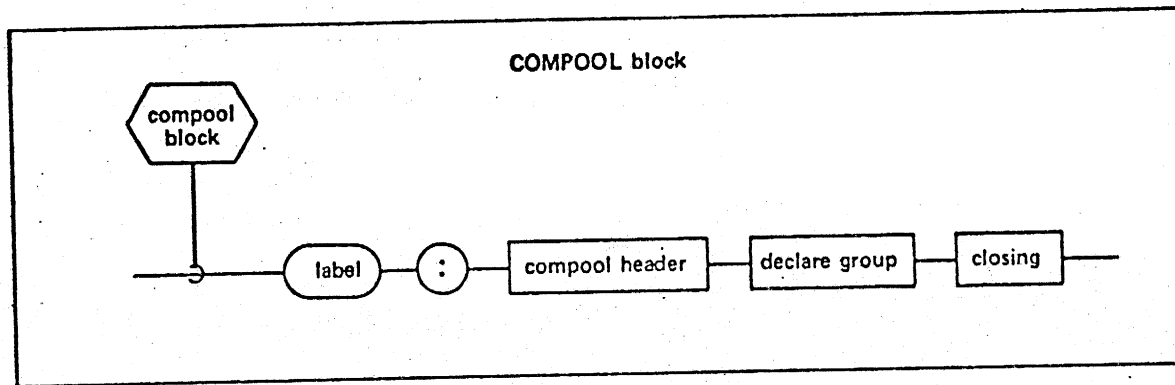 COMPOOL block
compool
block
label
:
compool header
declare group
closing